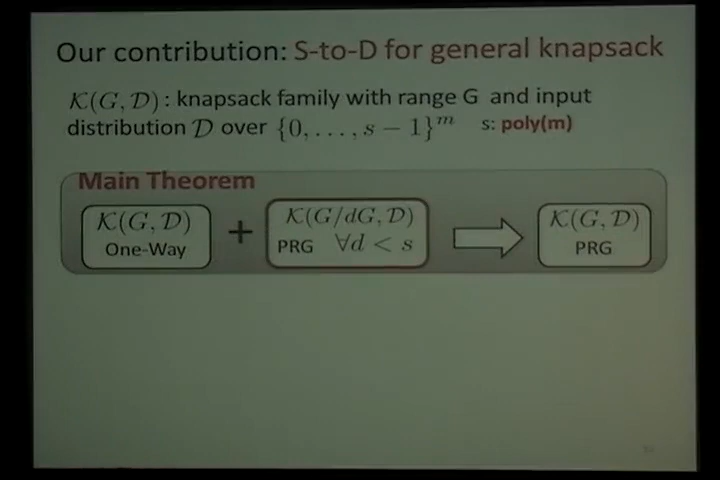 Our contribution: S-to-D for general knapsack
𝒦(G, 𝒟) : knapsack family with range G and input
distribution 𝒟 over {0, . . . , s − 1}ᵐ s: poly(m)
Main Theorem
𝒦(G, 𝒟)
One-Way
+
𝒦(G/dG, 𝒟)
PRG ∀d < s
𝒦(G, 𝒟)
PRG